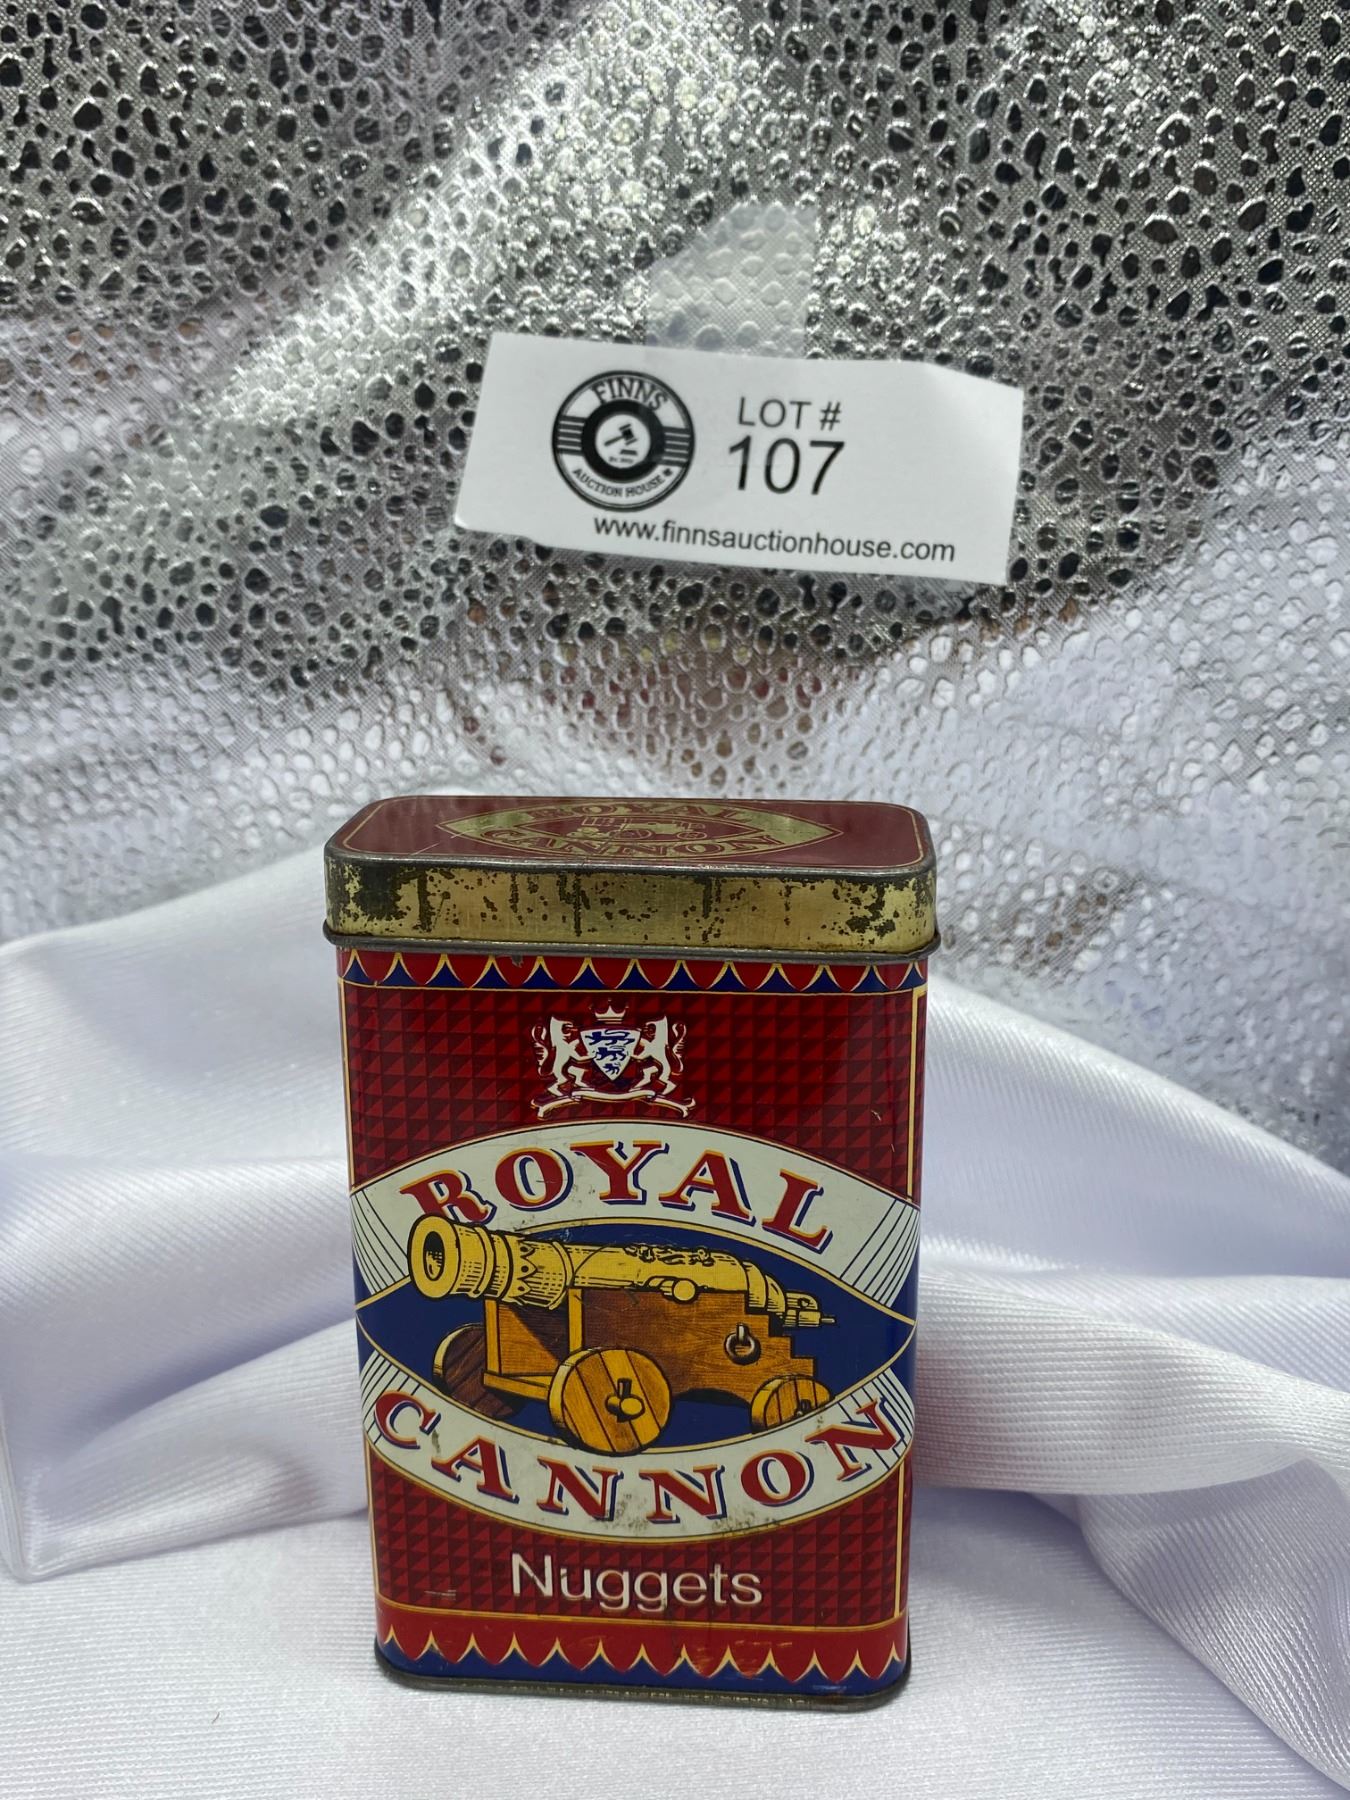 FINNS
AUCTION HOUSE
LOT #
107
www.finnsauctionhouse.com
ROYAL
CANNON
ROYAL
CANNON
Nuggets